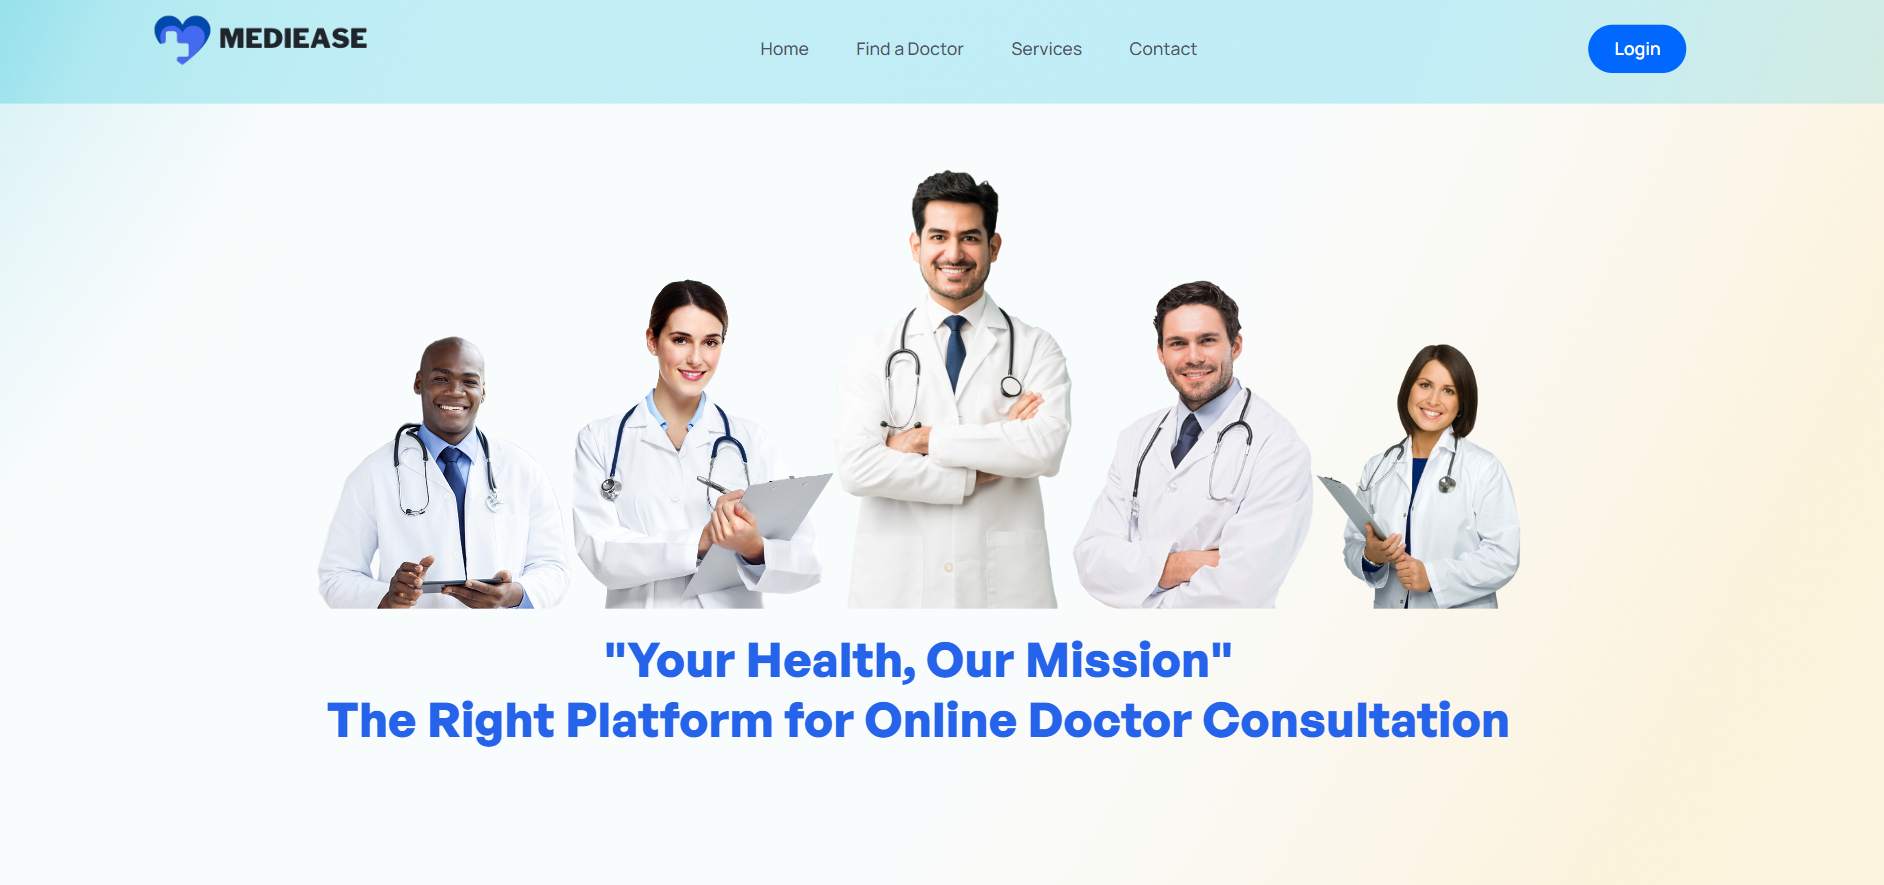 MEDIEASE
Home
Find a Doctor
Services
Contact
Login
"Your Health, Our Mission"
The Right Platform for Online Doctor Consultation